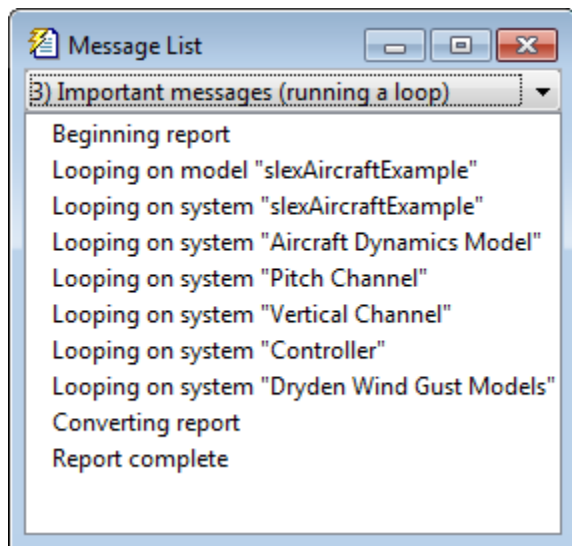 Message List
3) Important messages (running a loop)
Beginning report
Looping on model "slexAircraftExample"
Looping on system "slexAircraftExample"
Looping on system "Aircraft Dynamics Model"
Looping on system "Pitch Channel"
Looping on system "Vertical Channel"
Looping on system "Controller"
Looping on system "Dryden Wind Gust Models"
Converting report
Report complete